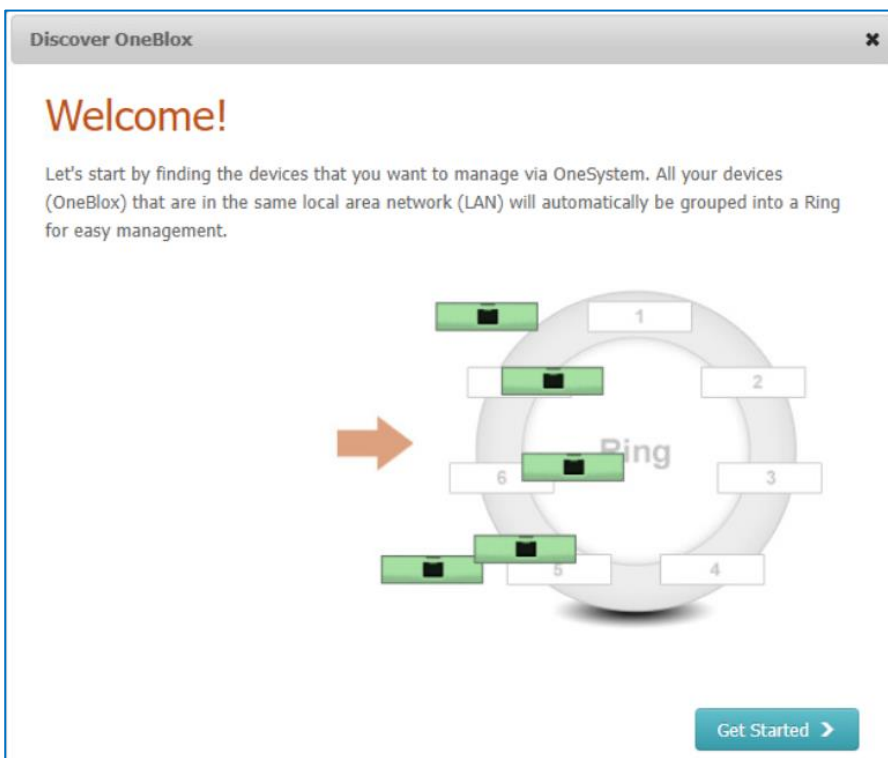 Discover OneBlox
Welcome!
Let's start by finding the devices that you want to manage via OneSystem. All your devices
(OneBlox) that are in the same local area network (LAN) will automatically be grouped into a Ring
for easy management.
1
2
Ring
6
3
5
4
Get Started